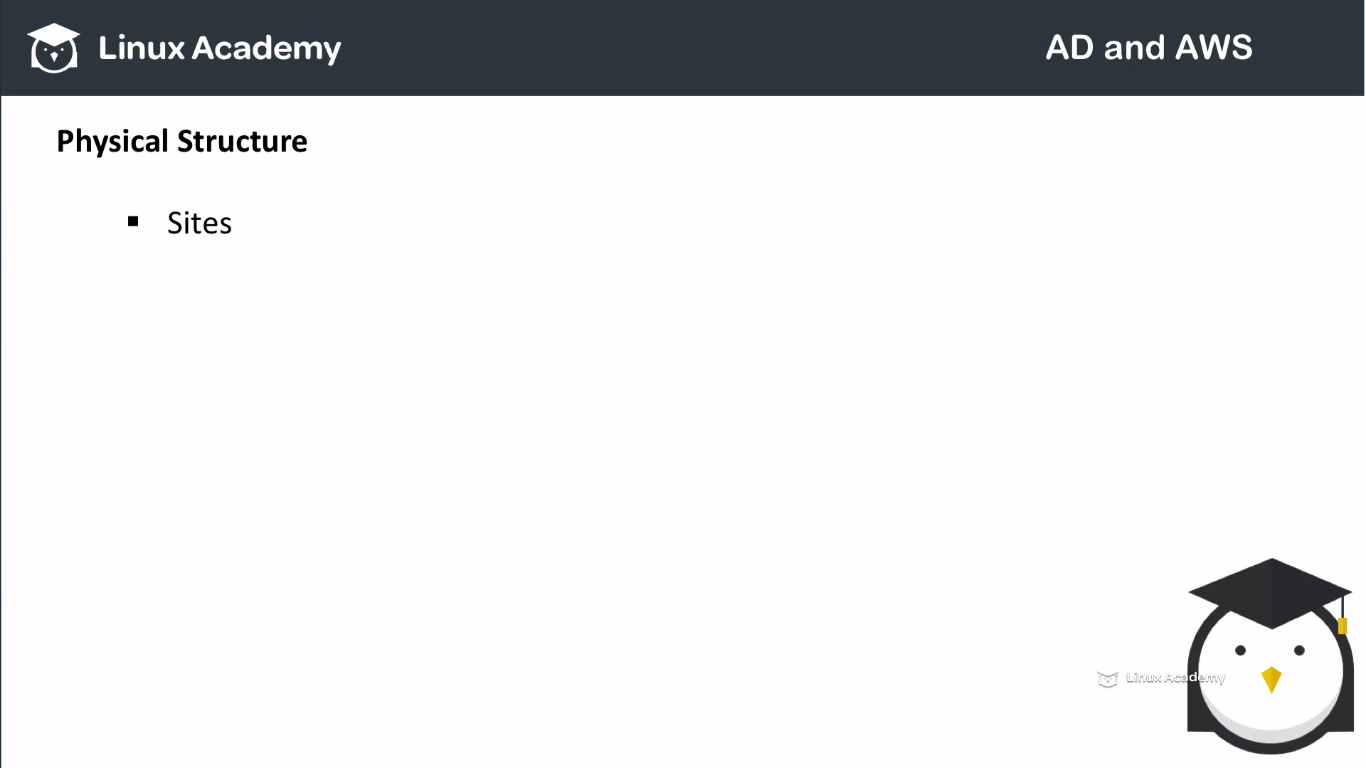 Linux Academy
AD and AWS
Physical Structure
▪ Sites
Linux Academy